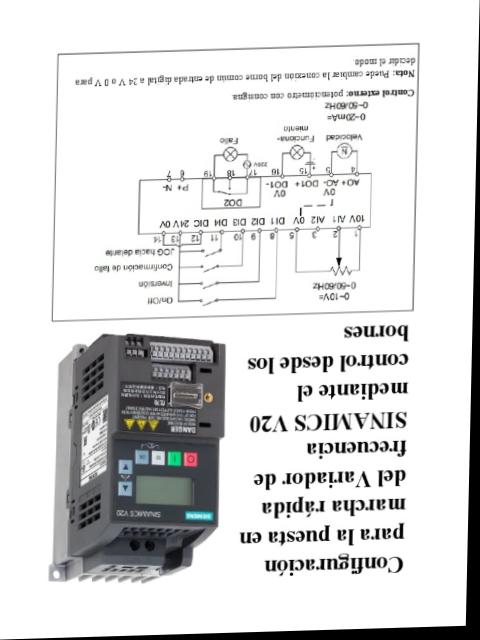 Configuración
para la puesta en
marcha rápida
del Variador de
frecuencia
SINAMICS V20
mediante el
control desde los
bornes
SIEMENS
SINAMICS V20
DANGER
0~10V=
0~50/60Hz
On/Off
Inversión
Confirmación de fallo
JOG hacia delante
1 2 3 5 8 9 10 11 12 13 14
10V AI1 AI2 0V DI1 DI2 DI3 DI4 DIC 24V 0V
DO2
AO+ AO- DO1+ DO1- P+ N-
0V
4 5 15 16 17 18 19 6 7
N
220V
Velocidad
Funciona-
miento
Fallo
0~20mA=
0~50/60Hz
Control externo: potenciómetro con consigna.
Nota: Puede cambiar la conexión del borne común de entrada digital a 24 V o 0 V para
decidir el modo